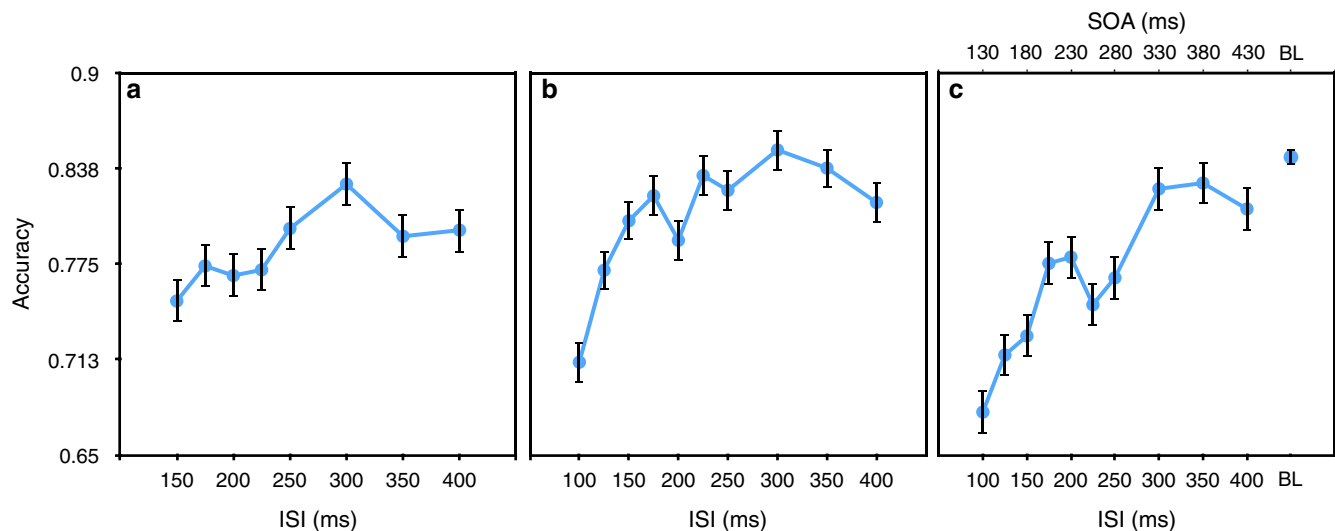 SOA (ms)
130 180 230 280 330 380 430 BL
a b c
0.9
0.838
0.775
0.713
0.65
Accuracy
150 200 250 300 350 400
100 150 200 250 300 350 400
100 150 200 250 300 350 400 BL
ISI (ms) ISI (ms) ISI (ms)